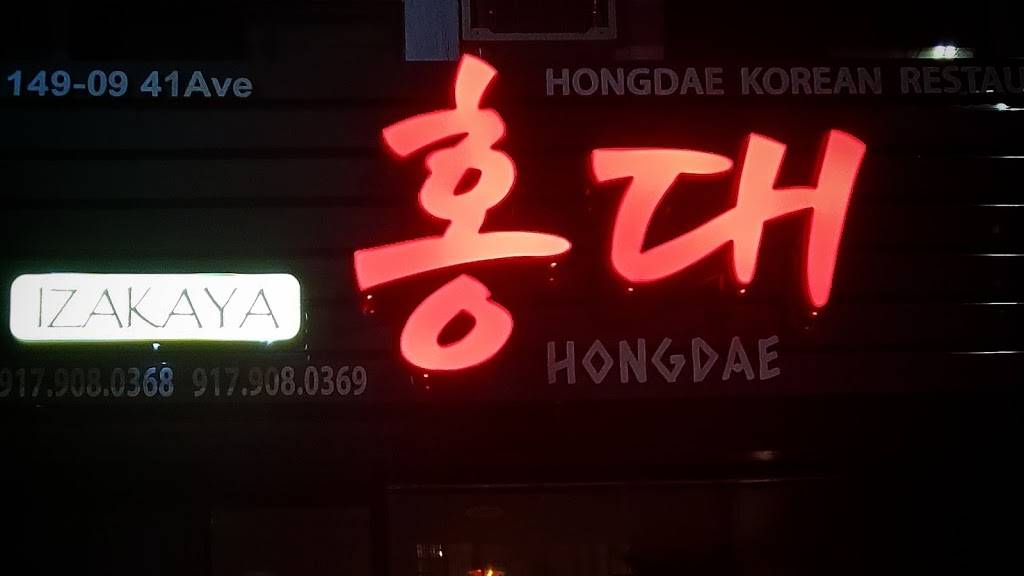 149-09 41Ave
HONGDAE KOREAN RESTAU
홍대
IZAKAYA
HONGDAE
917.908.0368 917.908.0369